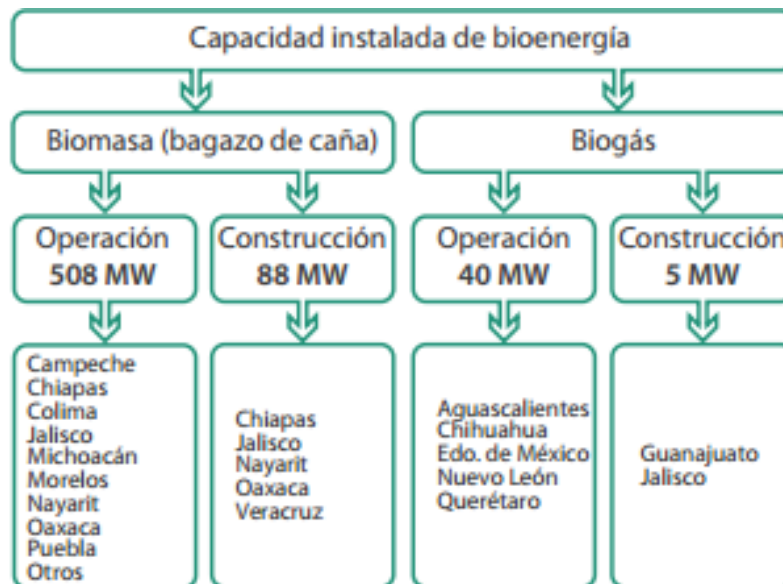 Capacidad instalada de bioenergía
Biomasa (bagazo de caña)
Biogás
Operación
508 MW
Construcción
88 MW
Operación
40 MW
Construcción
5 MW
Campeche
Chiapas
Colima
Jalisco
Michoacán
Morelos
Nayarit
Oaxaca
Puebla
Otros
Chiapas
Jalisco
Nayarit
Oaxaca
Veracruz
Aguascalientes
Chihuahua
Edo. de México
Nuevo León
Querétaro
Guanajuato
Jalisco